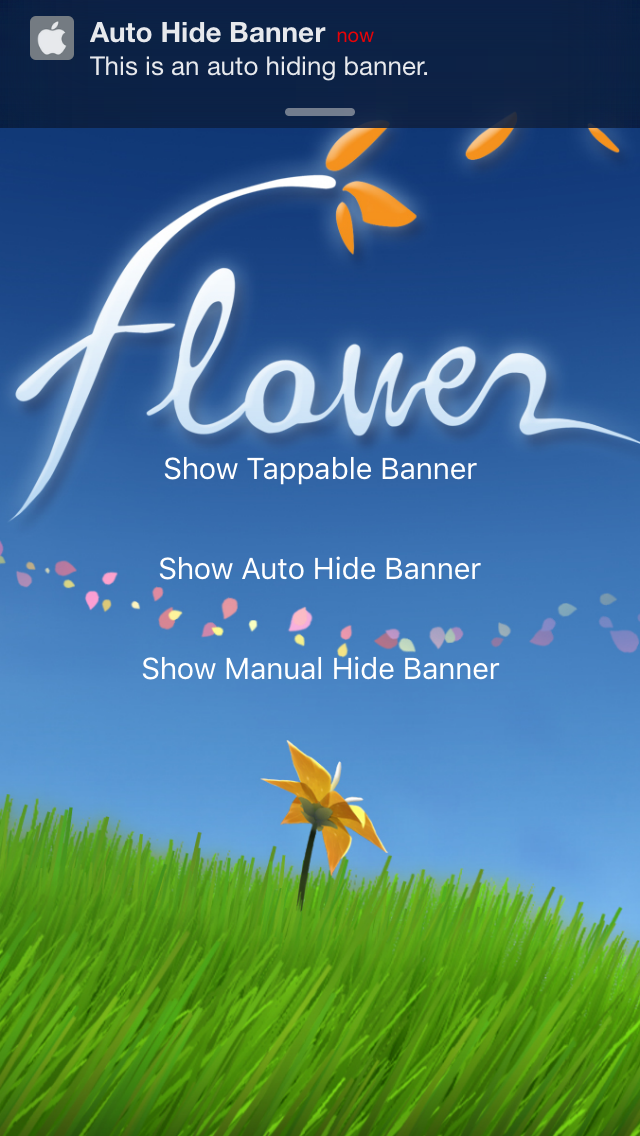 Auto Hide Banner now
This is an auto hiding banner.
flower
Show Tappable Banner
Show Auto Hide Banner
Show Manual Hide Banner